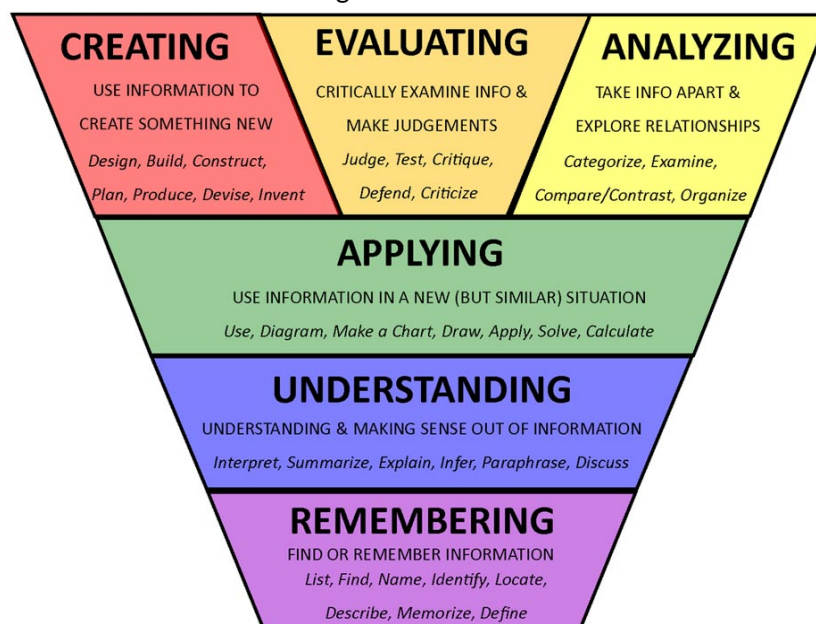 CREATING
USE INFORMATION TO
CREATE SOMETHING NEW
Design, Build, Construct,
Plan, Produce, Devise, Invent
EVALUATING
CRITICALLY EXAMINE INFO &
MAKE JUDGEMENTS
Judge, Test, Critique,
Defend, Criticize
ANALYZING
TAKE INFO APART &
EXPLORE RELATIONSHIPS
Categorize, Examine,
Compare/Contrast, Organize
APPLYING
USE INFORMATION IN A NEW (BUT SIMILAR) SITUATION
Use, Diagram, Make a Chart, Draw, Apply, Solve, Calculate
UNDERSTANDING
UNDERSTANDING & MAKING SENSE OUT OF INFORMATION
Interpret, Summarize, Explain, Infer, Paraphrase, Discuss
REMEMBERING
FIND OR REMEMBER INFORMATION
List, Find, Name, Identify, Locate,
Describe, Memorize, Define